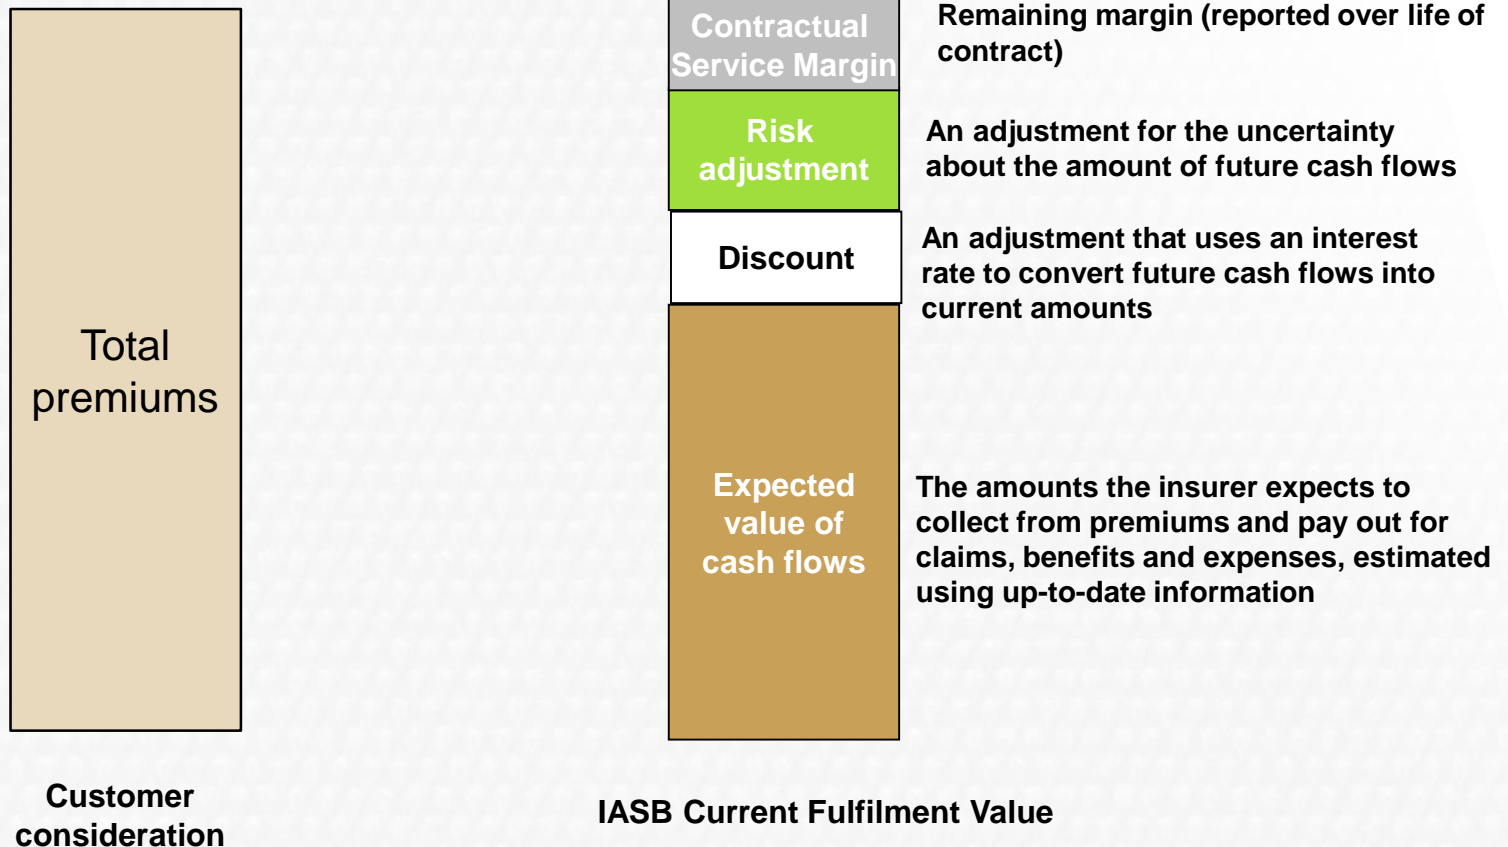 Total
premiums
Customer
consideration
Contractual
Service Margin
Remaining margin (reported over life of
contract)
Risk
adjustment
An adjustment for the uncertainty
about the amount of future cash flows
Discount
An adjustment that uses an interest
rate to convert future cash flows into
current amounts
Expected
value of
cash flows
The amounts the insurer expects to
collect from premiums and pay out for
claims, benefits and expenses, estimated
using up-to-date information
IASB Current Fulfilment Value